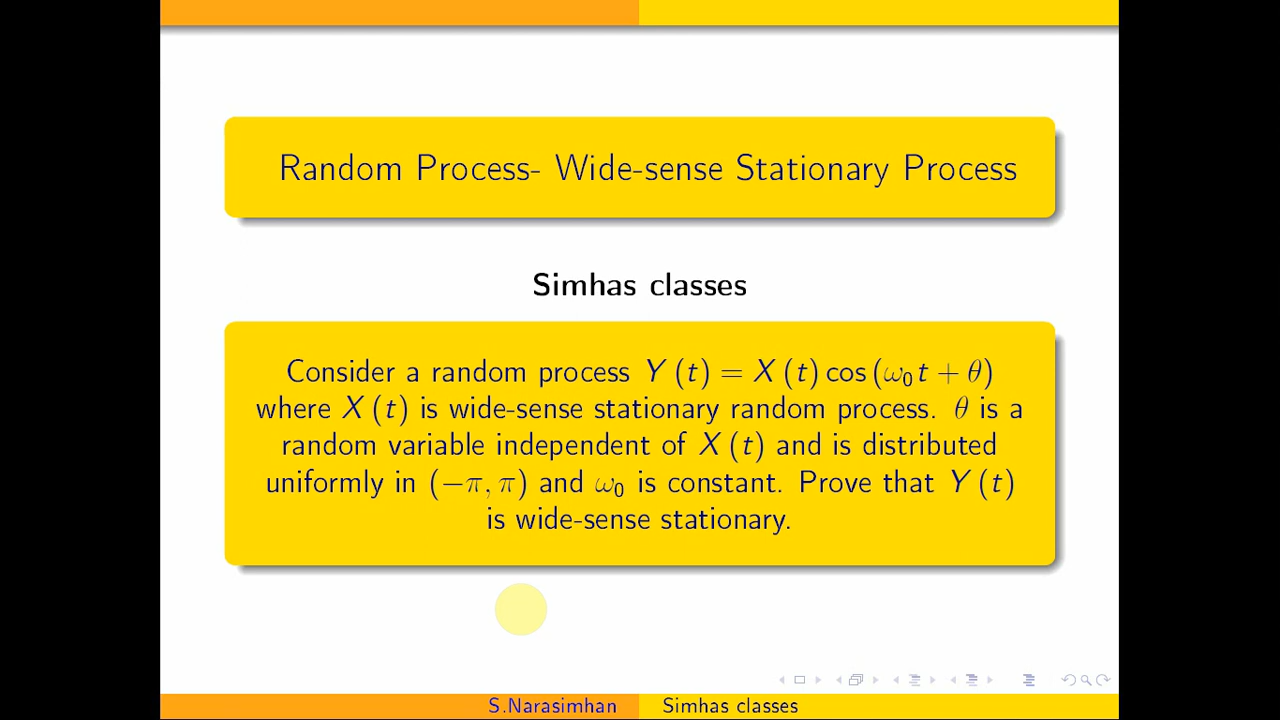 Random Process- Wide-sense Stationary Process
Simhas classes
Consider a random process Y (t) = X (t) cos (ω₀t + θ)
where X (t) is wide-sense stationary random process. θ is a
random variable independent of X (t) and is distributed
uniformly in (−π, π) and ω₀ is constant. Prove that Y (t)
is wide-sense stationary.
S.Narasimhan
Simhas classes